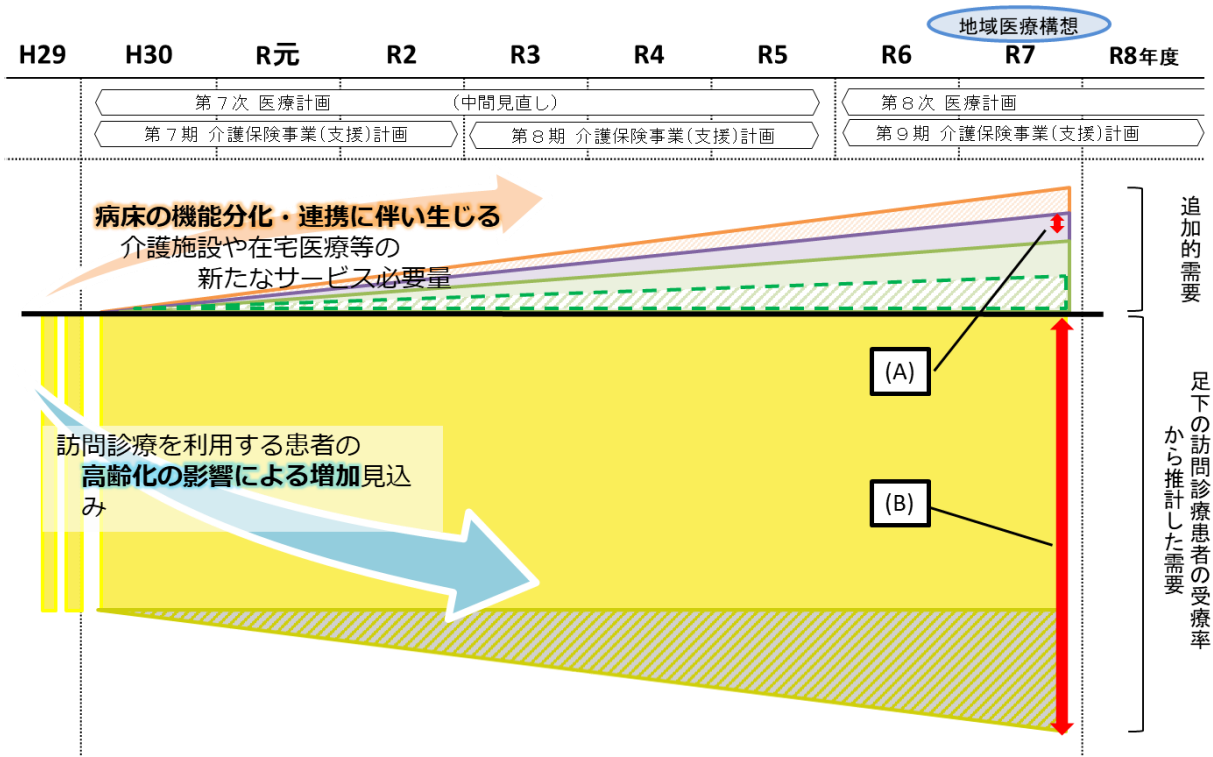 地域医療構想
H29 H30 R元 R2 R3 R4 R5 R6 R7 R8年度
第7次 医療計画 (中間見直し) 第8次 医療計画
第7期 介護保険事業(支援)計画 第8期 介護保険事業(支援)計画 第9期 介護保険事業(支援)計画
病床の機能分化・連携に伴い生じる
介護施設や在宅医療等の
新たなサービス必要量
追加的需要
(A)
訪問診療を利用する患者の
高齢化の影響による増加見込
み
(B)
足下の訪問診療患者の受療率
から推計した需要